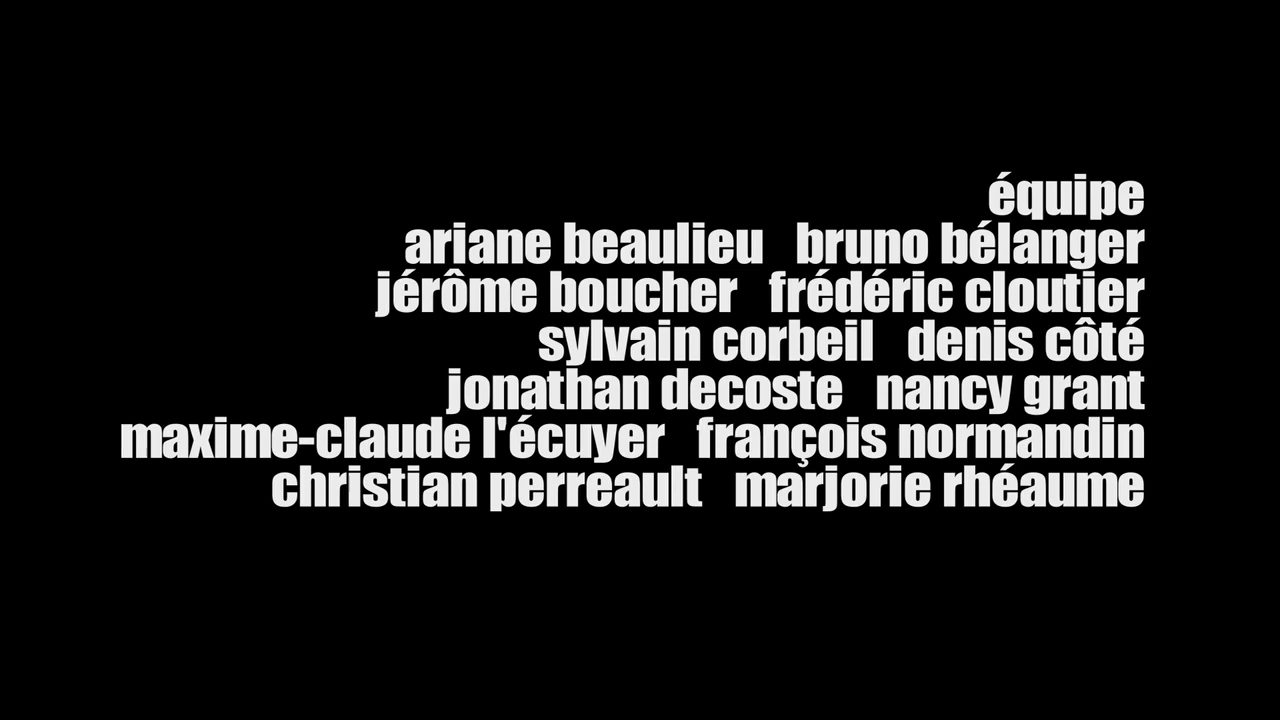 équipe
ariane beaulieu bruno bélanger
jérôme boucher frédéric cloutier
sylvain corbeil denis côté
jonathan decoste nancy grant
maxime-claude l'écuyer françois normandin
christian perreault marjorie rhéaume